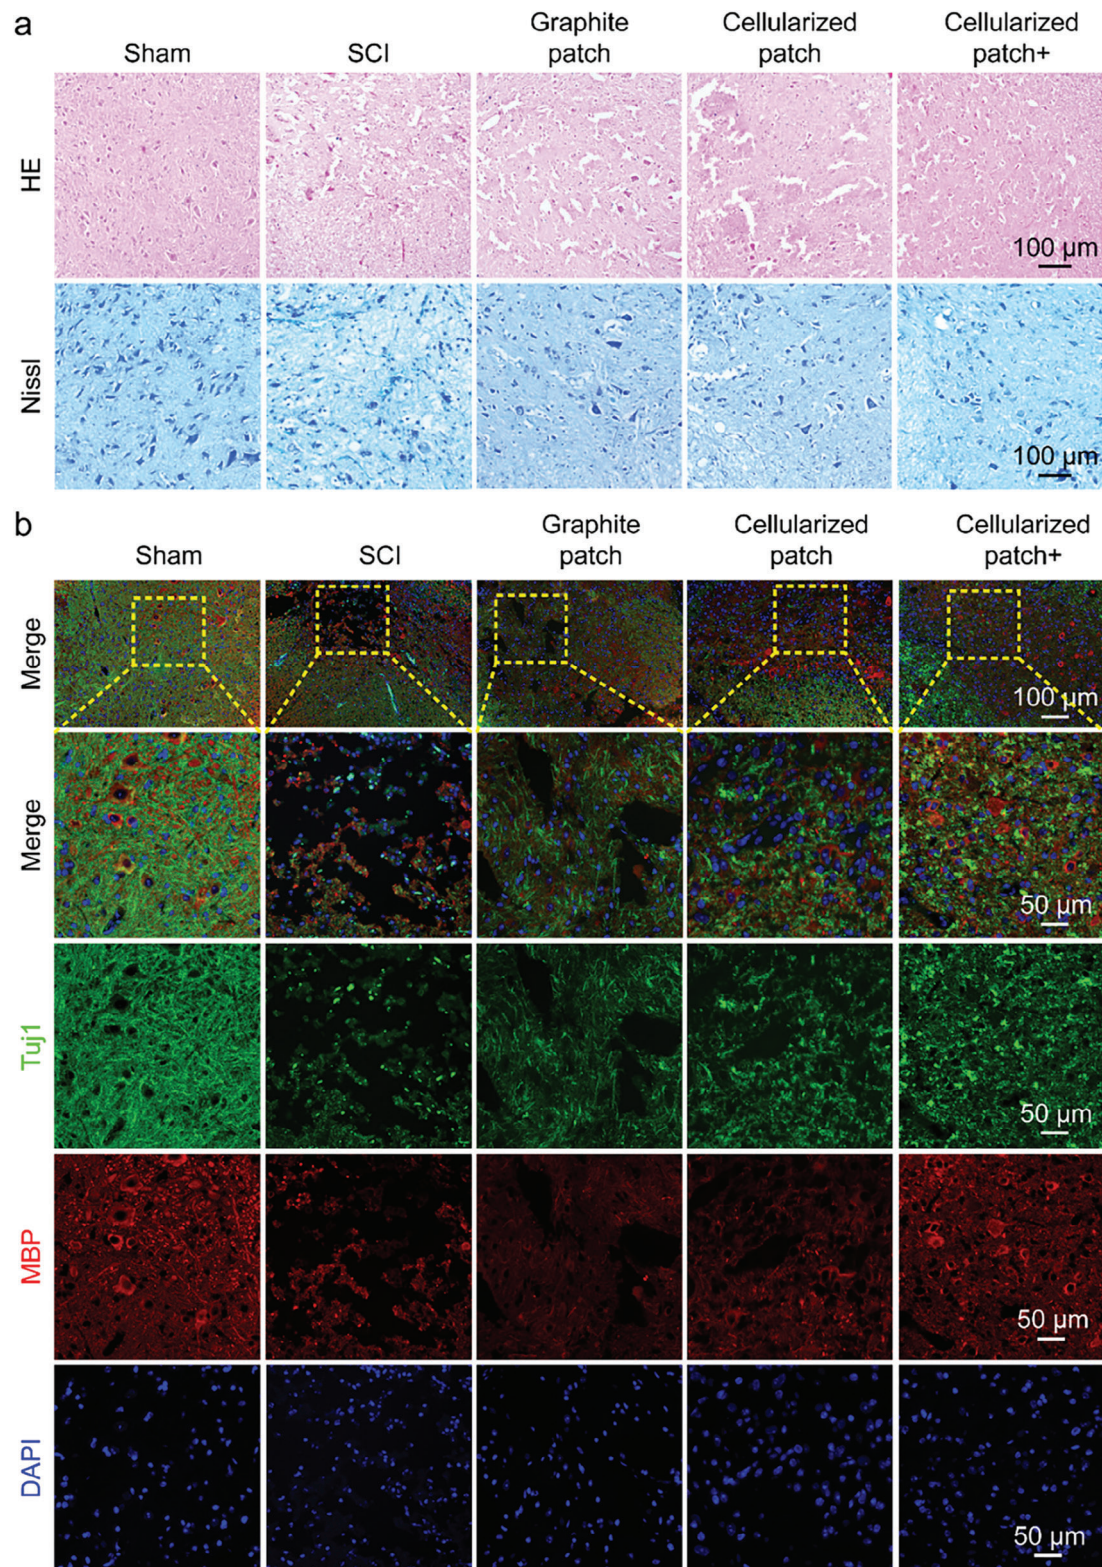 a
Sham
SCI
Graphite
patch
Cellularized
patch
Cellularized
patch+
HE
100 µm
Nissl
100 µm
b
Sham
SCI
Graphite
patch
Cellularized
patch
Cellularized
patch+
Merge
100 µm
Merge
50 µm
Tuj1
50 µm
MBP
50 µm
DAPI
50 µm